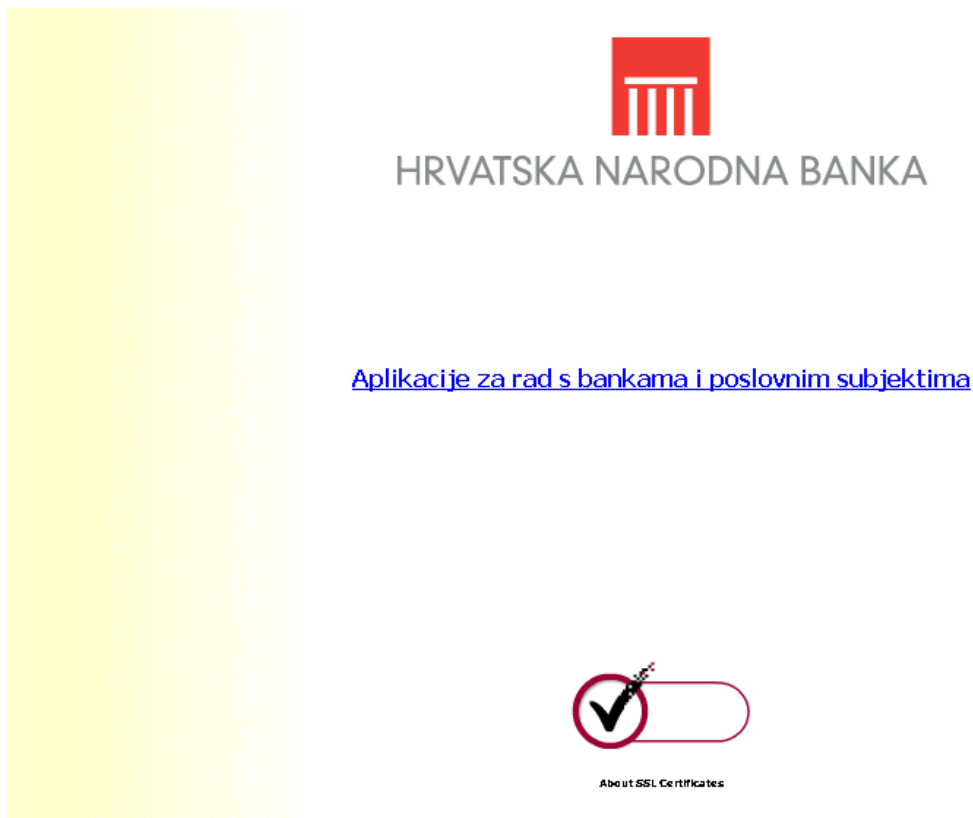 HRVATSKA NARODNA BANKA
Aplikacije za rad s bankama i poslovnim subjektima
About SSL Certificates